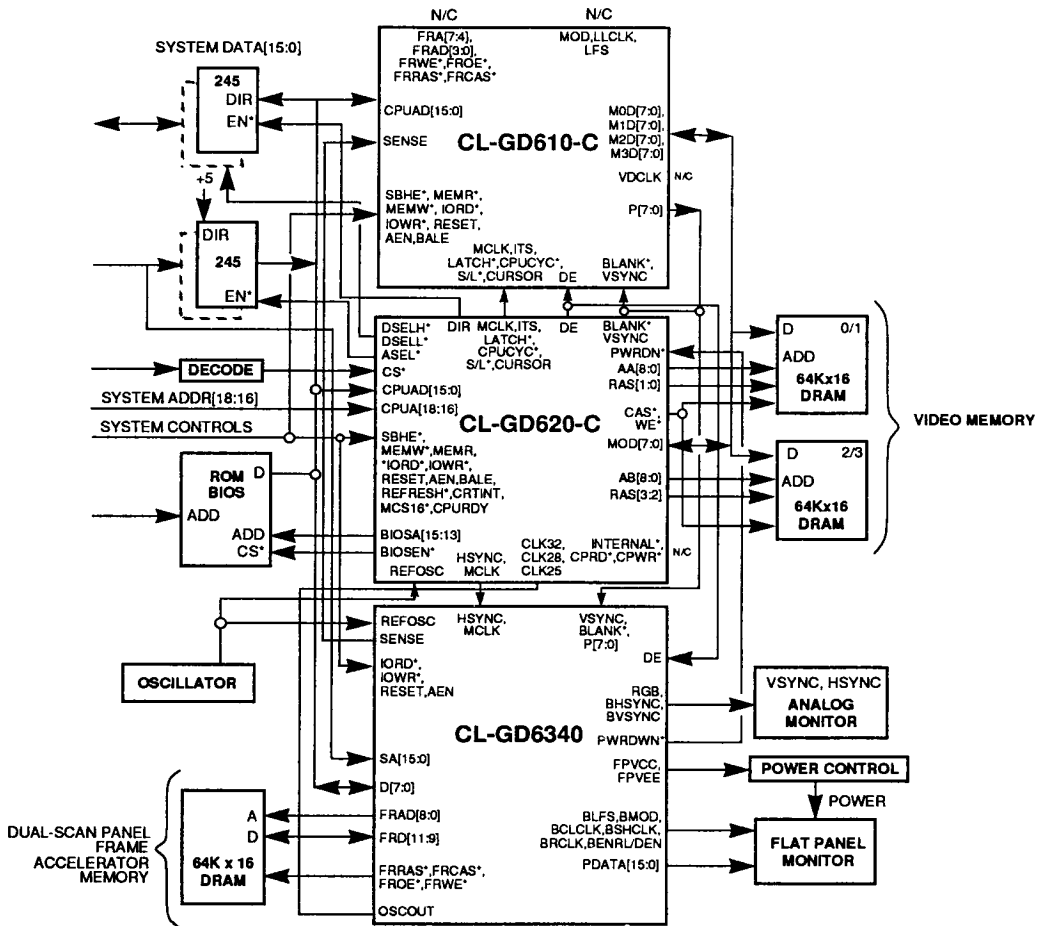 N/C
N/C
SYSTEM DATA[15:0]
245
DIR
EN*
+5
DIR
245
EN*
FRA[7:4],
FRAD[3:0],
FRWE*,FROE*,
FRRAS*,FRCAS*
MOD,LLCLK,
LFS
CPUAD[15:0]
SENSE
CL-GD610-C
M0D[7:0],
M1D[7:0],
M2D[7:0],
M3D[7:0]
VDCLK
N/C
P[7:0]
SBHE*, MEMR*,
MEMW*, IORD*,
IOWR*, RESET,
AEN,BALE
MCLK,ITS,
LATCH*,CPUCYC*,
S/L*,CURSOR
DE
BLANK*,
VSYNC
DSELH*
DSELL*
ASEL*
CS*
DIR
MCLK,ITS,
LATCH*,
CPUCYC*,
S/L*,CURSOR
DE
BLANK*
VSYNC
PWRDN*
AA[8:0]
RAS[1:0]
DECODE
CPUAD[15:0]
SYSTEM ADDR[18:16]
CPUA[18:16]
CL-GD620-C
CAS*,
WE*
MOD[7:0]
SYSTEM CONTROLS
SBHE*,
MEMW*,MEMR,
*IORD*,IOWR*,
RESET,AEN,BALE,
REFRESH*,CRTINT,
MCS16*,CPURDY
AB[8:0]
RAS[3:2]
D
0/1
ADD
64Kx16
DRAM
D
2/3
ADD
64Kx16
DRAM
VIDEO MEMORY
ROM
BIOS
D
ADD
ADD
CS*
BIOSA[15:13]
BIOSEN*
REFOSC
HSYNC,
MCLK
CLK32,
CLK28,
CLK25
INTERNAL*,
CPRD*,CPWR*
N/C
OSCILLATOR
REFOSC
SENSE
HSYNC,
MCLK
VSYNC,
BLANK*,
P[7:0]
DE
IORD*,
IOWR*,
RESET,AEN
CL-GD6340
RGB,
BHSYNC,
BVSYNC
PWRDWN*
VSYNC, HSYNC
ANALOG
MONITOR
SA[15:0]
D[7:0]
FPVCC,
FPVEE
POWER CONTROL
POWER
DUAL-SCAN PANEL
FRAME
ACCELERATOR
MEMORY
A
D
64K x 16
DRAM
FRAD[8:0]
FRD[11:9]
FRRAS*,FRCAS*,
FROE*,FRWE*
OSCOUT
BLFS,BMOD,
BCLCLK,BSHCLK,
BRCLK,BENRL/DEN
PDATA[15:0]
FLAT PANEL
MONITOR